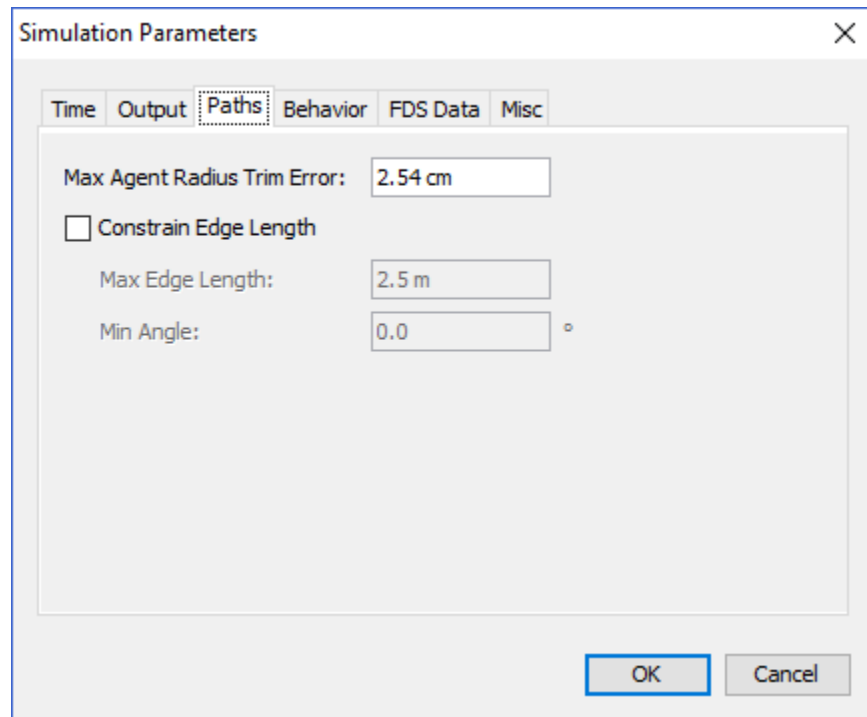 Simulation Parameters
Time Output Paths Behavior FDS Data Misc
Max Agent Radius Trim Error: 2.54 cm
Constrain Edge Length
Max Edge Length: 2.5 m
Min Angle: 0.0 °
OK Cancel